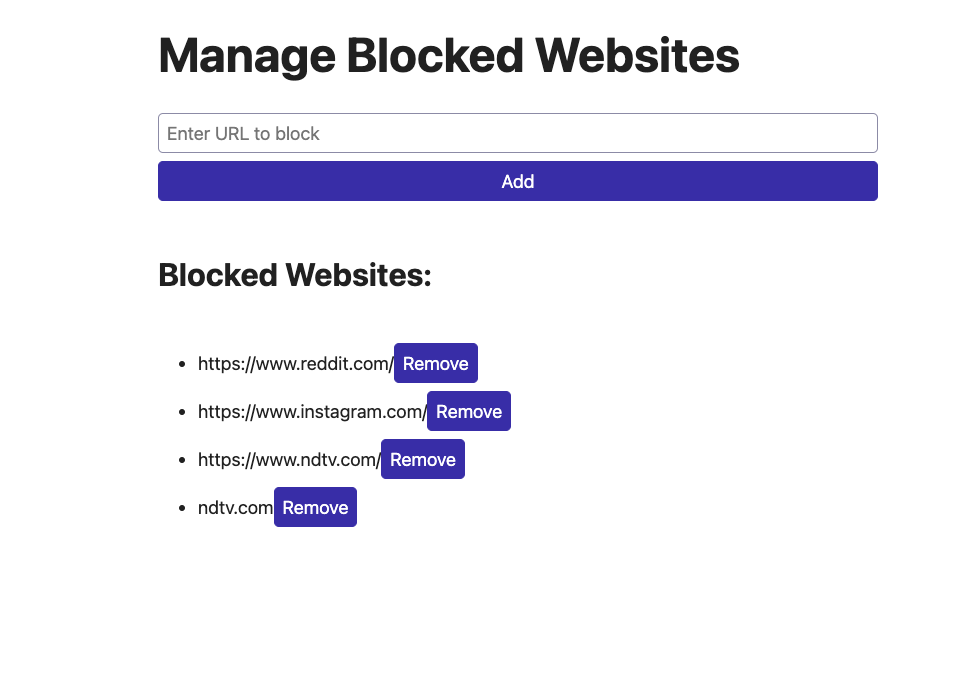 Manage Blocked Websites
Enter URL to block
Add
Blocked Websites:
https://www.reddit.com/ Remove
https://www.instagram.com/ Remove
https://www.ndtv.com/ Remove
ndtv.com Remove